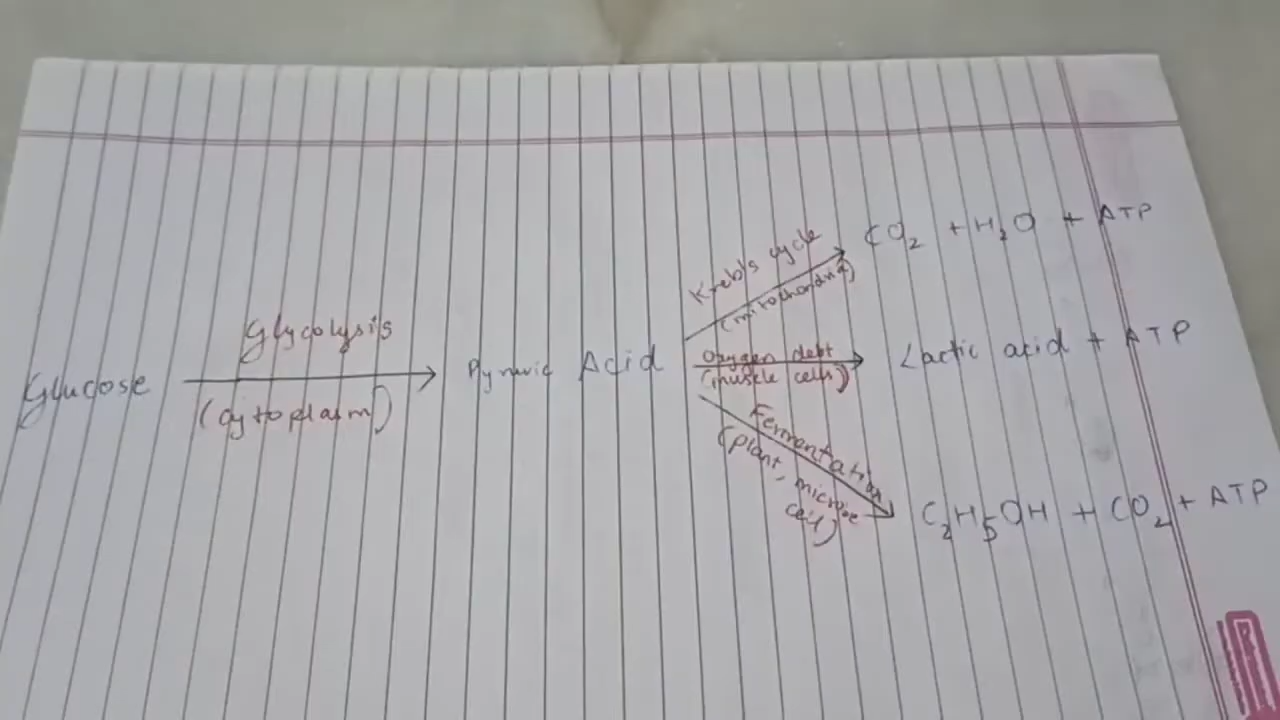 Glucose
Glycolysis
(cytoplasm)
Pyruvic Acid
Kreb's cycle
(mitochondria)
CO2 + H2O + ATP
Oxygen debt
(muscle cells)
Lactic acid + ATP
Fermentation
(plant, microbe
cell)
C2H5OH + CO2 + ATP